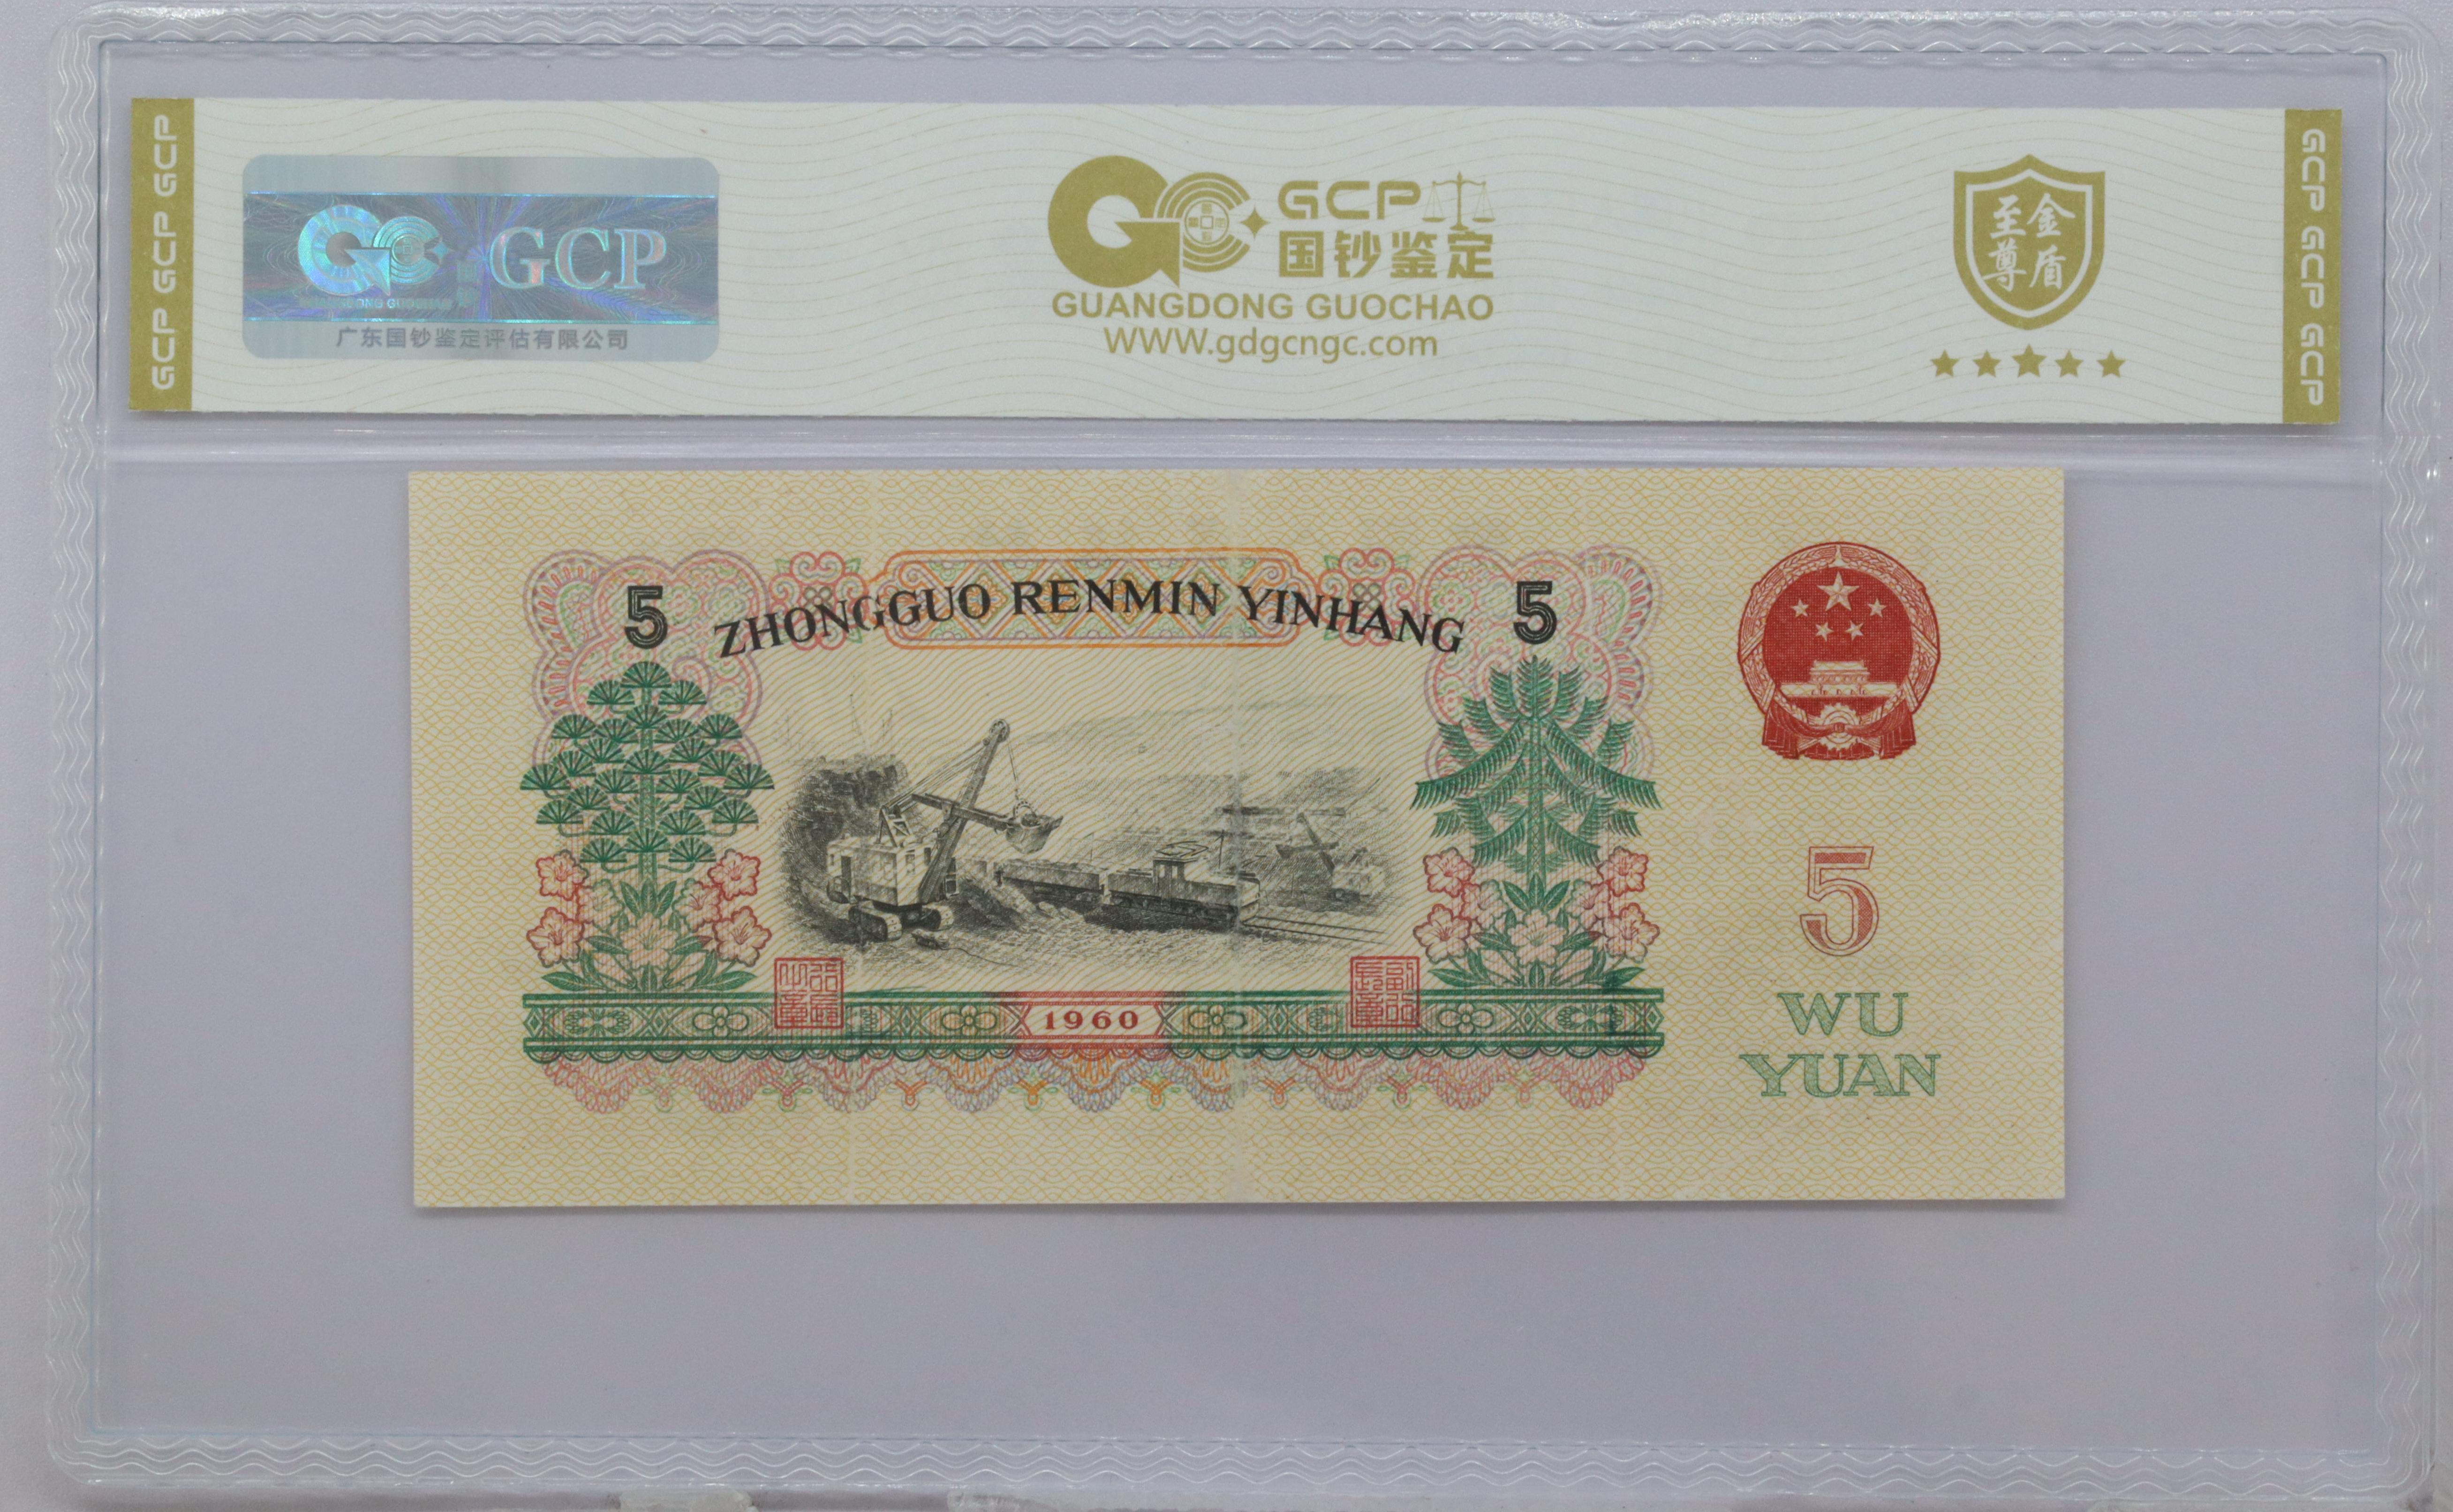 GCP GCP GCP
GCP
GUANGDONG GUOCHAO
广东国钞鉴定评估有限公司
GCP
国钞鉴定
GUANGDONG GUOCHAO
WWW.gdgcngc.com
至尊
金盾
GCP GCP GCP
5
ZHONGGUO RENMIN YINHANG
5
1960
5
WU
YUAN